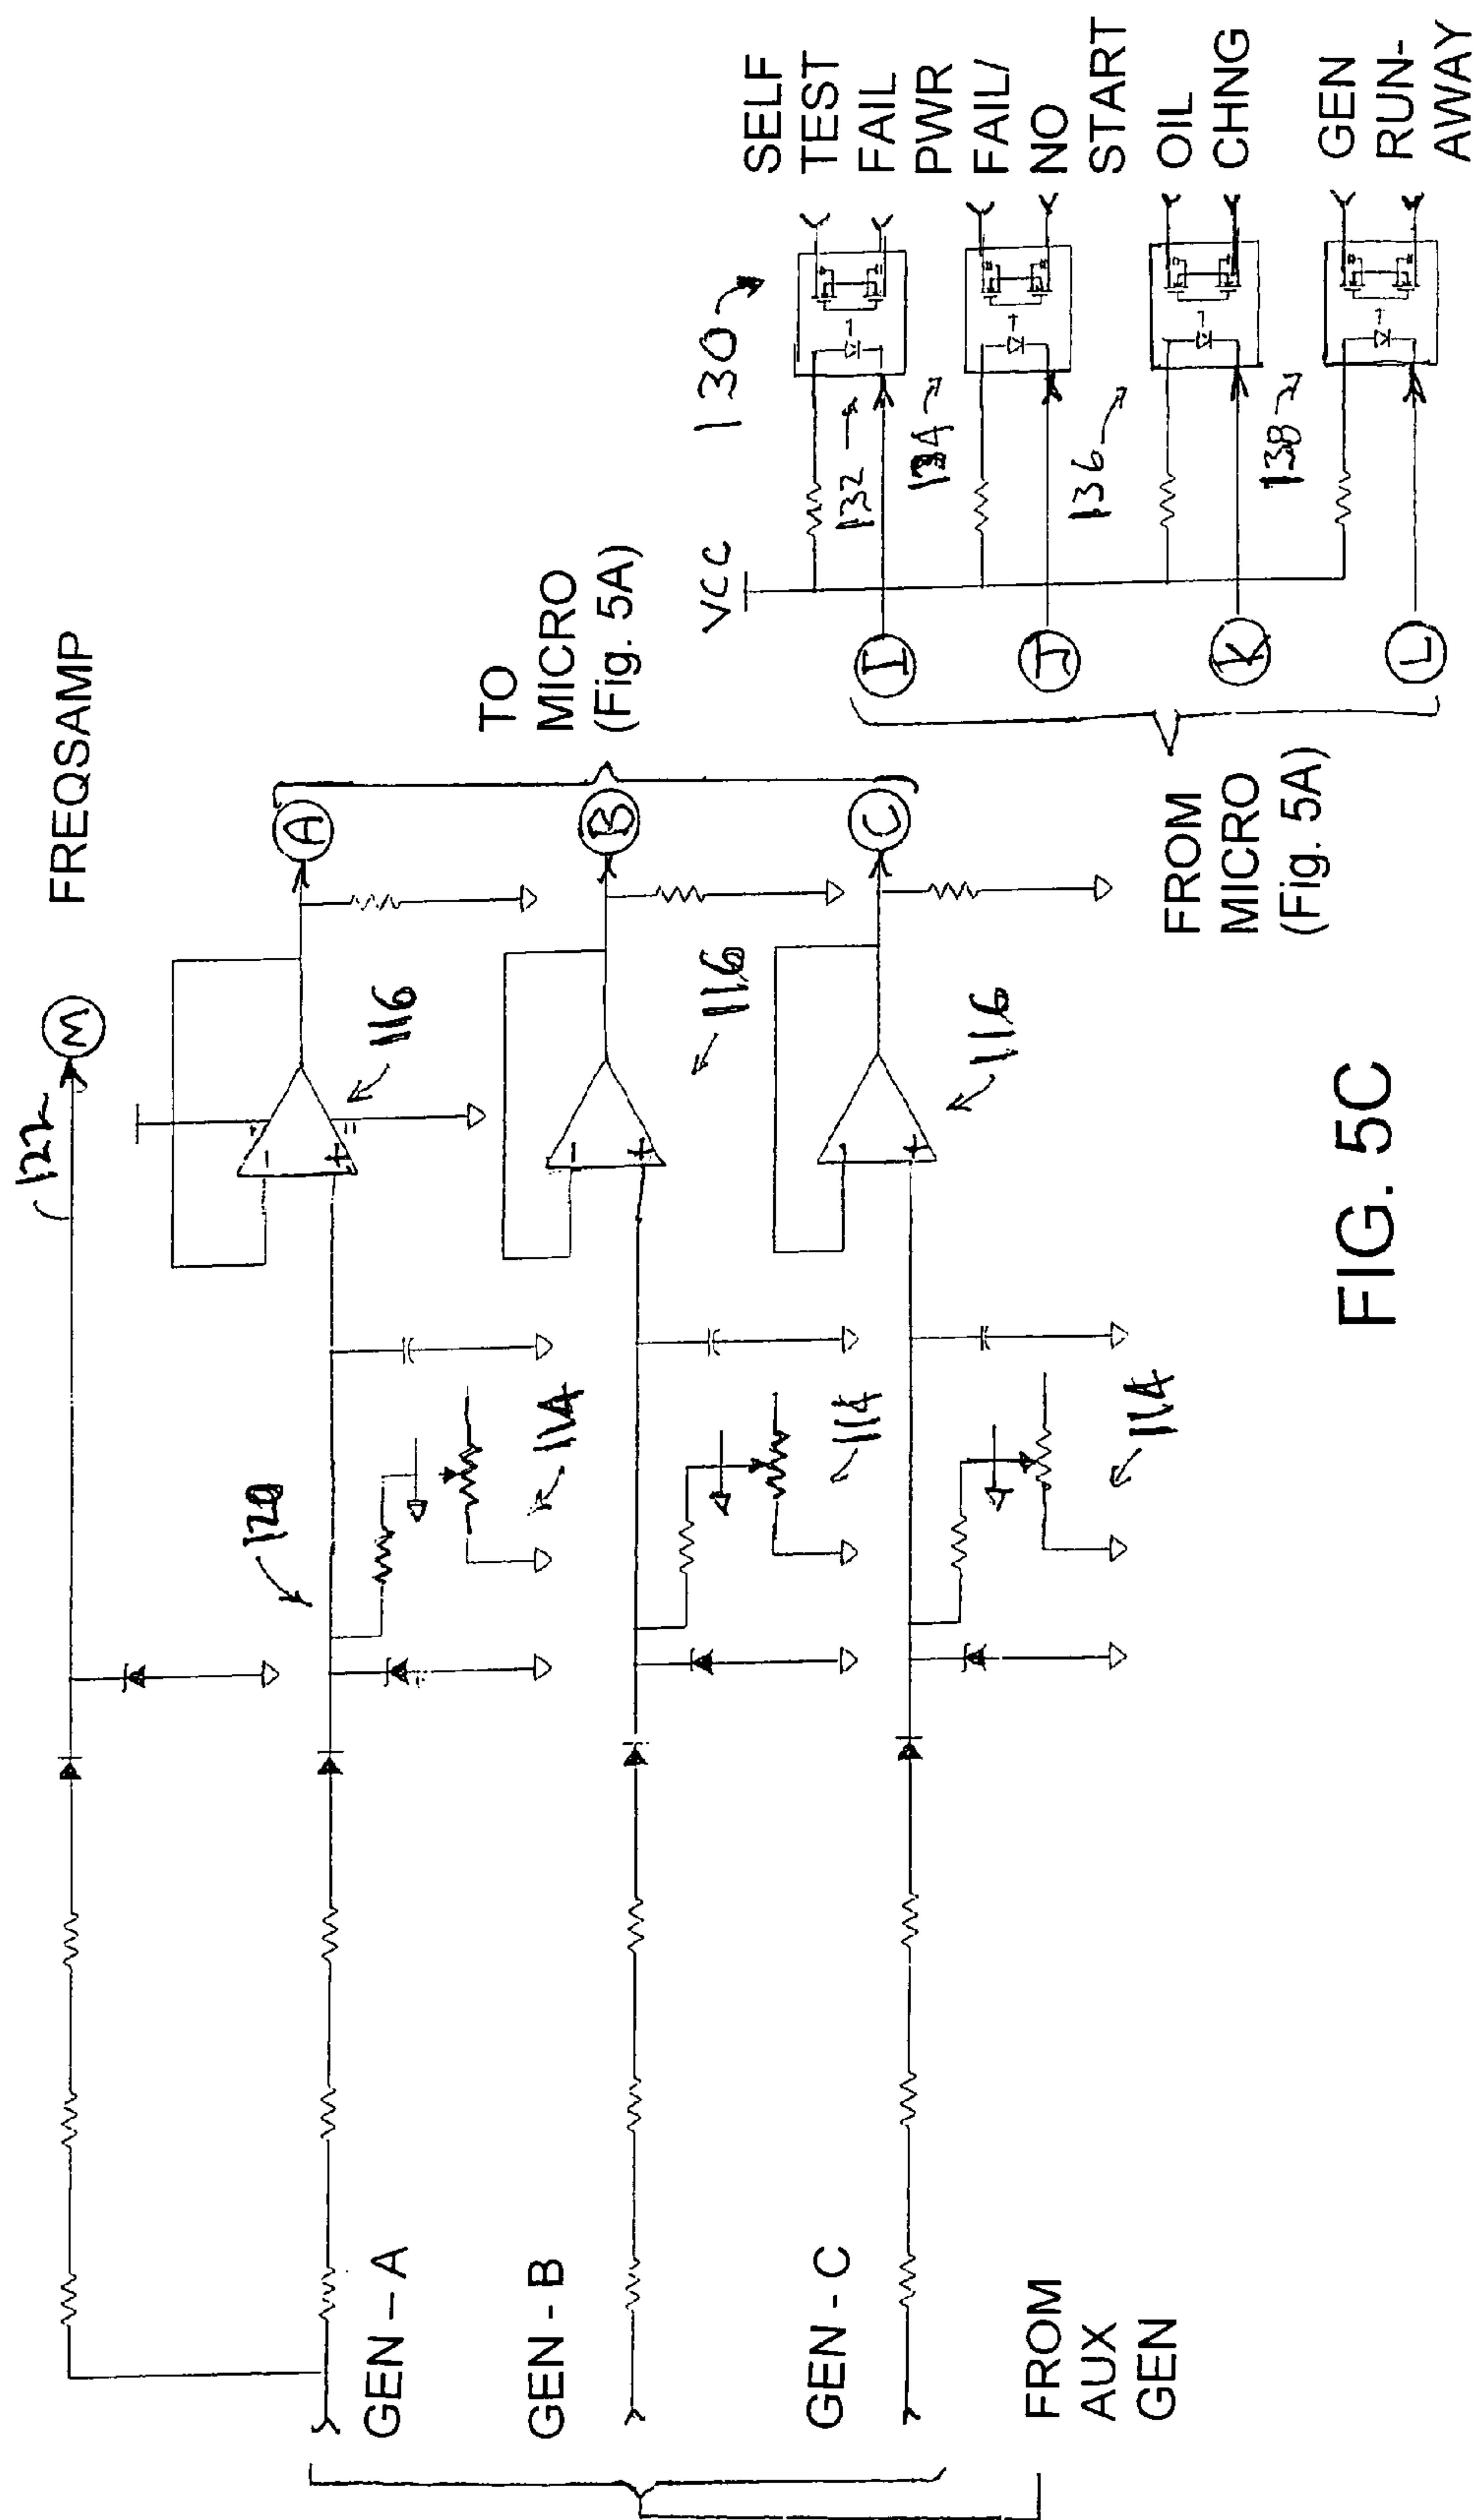 122
M
FREQSAMP
120
116
A
114
TO
MICRO
(Fig. 5A)
GEN – A
116
B
114
GEN - B
116
C
114
GEN - C
FROM
AUX
GEN
VCC
130
SELF
TEST
FAIL
I
132
PWR
FAIL/
NO
START
J
134
OIL
CHNG
K
136
GEN
RUN-
AWAY
L
138
FROM
MICRO
(Fig. 5A)
FIG. 5C